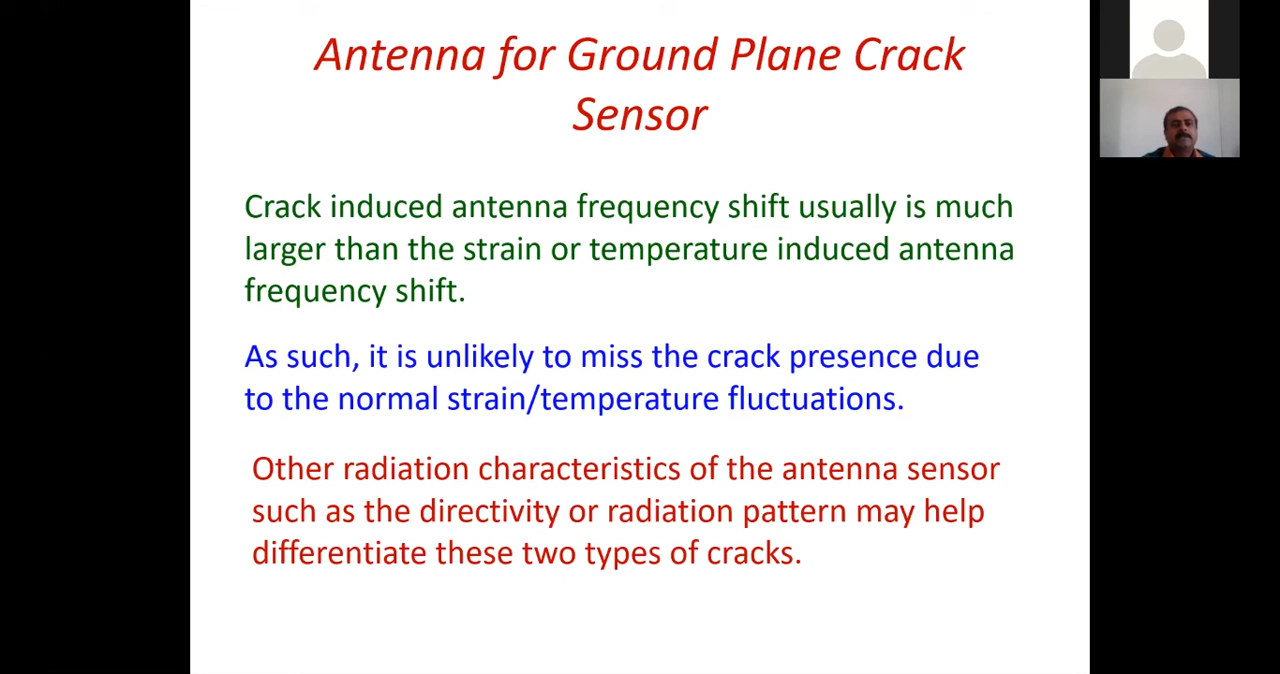 Antenna for Ground Plane Crack
Sensor
Crack induced antenna frequency shift usually is much
larger than the strain or temperature induced antenna
frequency shift.
As such, it is unlikely to miss the crack presence due
to the normal strain/temperature fluctuations.
Other radiation characteristics of the antenna sensor
such as the directivity or radiation pattern may help
differentiate these two types of cracks.